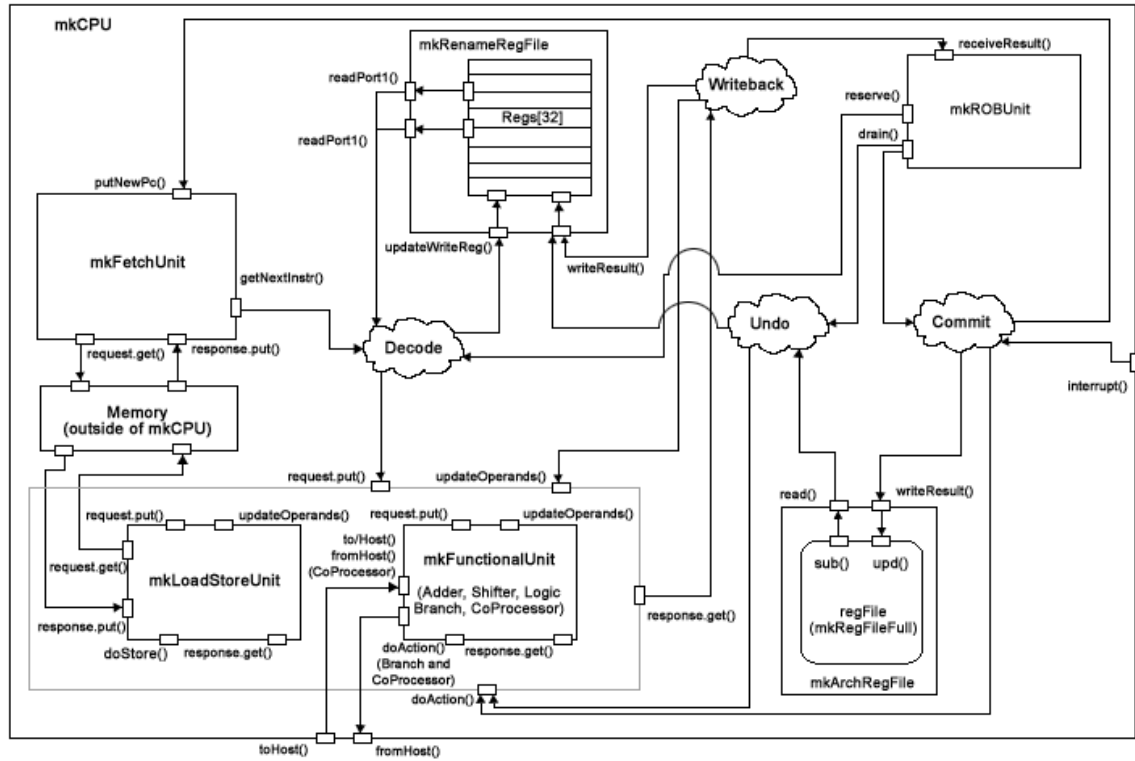 mkCPU
mkRenameRegFile
readPort1()
Regs[32]
readPort1()
updateWriteReg()
writeResult()
Writeback
receiveResult()
reserve()
mkROBUnit
drain()
putNewPc()
mkFetchUnit
getNextInstr()
request.get()
response.put()
Memory
(outside of mkCPU)
Decode
Undo
Commit
interrupt()
request.put()
updateOperands()
read()
writeResult()
sub()
upd()
regFile
(mkRegFileFull)
mkArchRegFile
request.put()
updateOperands()
request.get()
mkLoadStoreUnit
response.put()
doStore()
response.get()
request.put()
updateOperands()
to/Host()
fromHost()
(CoProcessor)
mkFunctionalUnit
(Adder, Shifter, Logic
Branch, CoProcessor)
doAction()
(Branch and
CoProcessor)
response.get()
response.get()
doAction()
toHost()
fromHost()